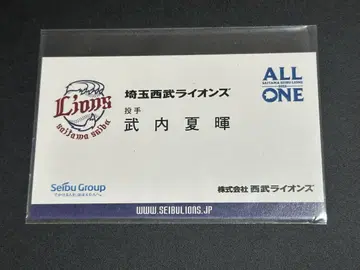 Lions
saitama seibu
埼玉西武ライオンズ
投手
武内夏暉
ALL
ONE
Seibu Group
株式会社 西武ライオンズ
WWW.SEIBULIONS.JP